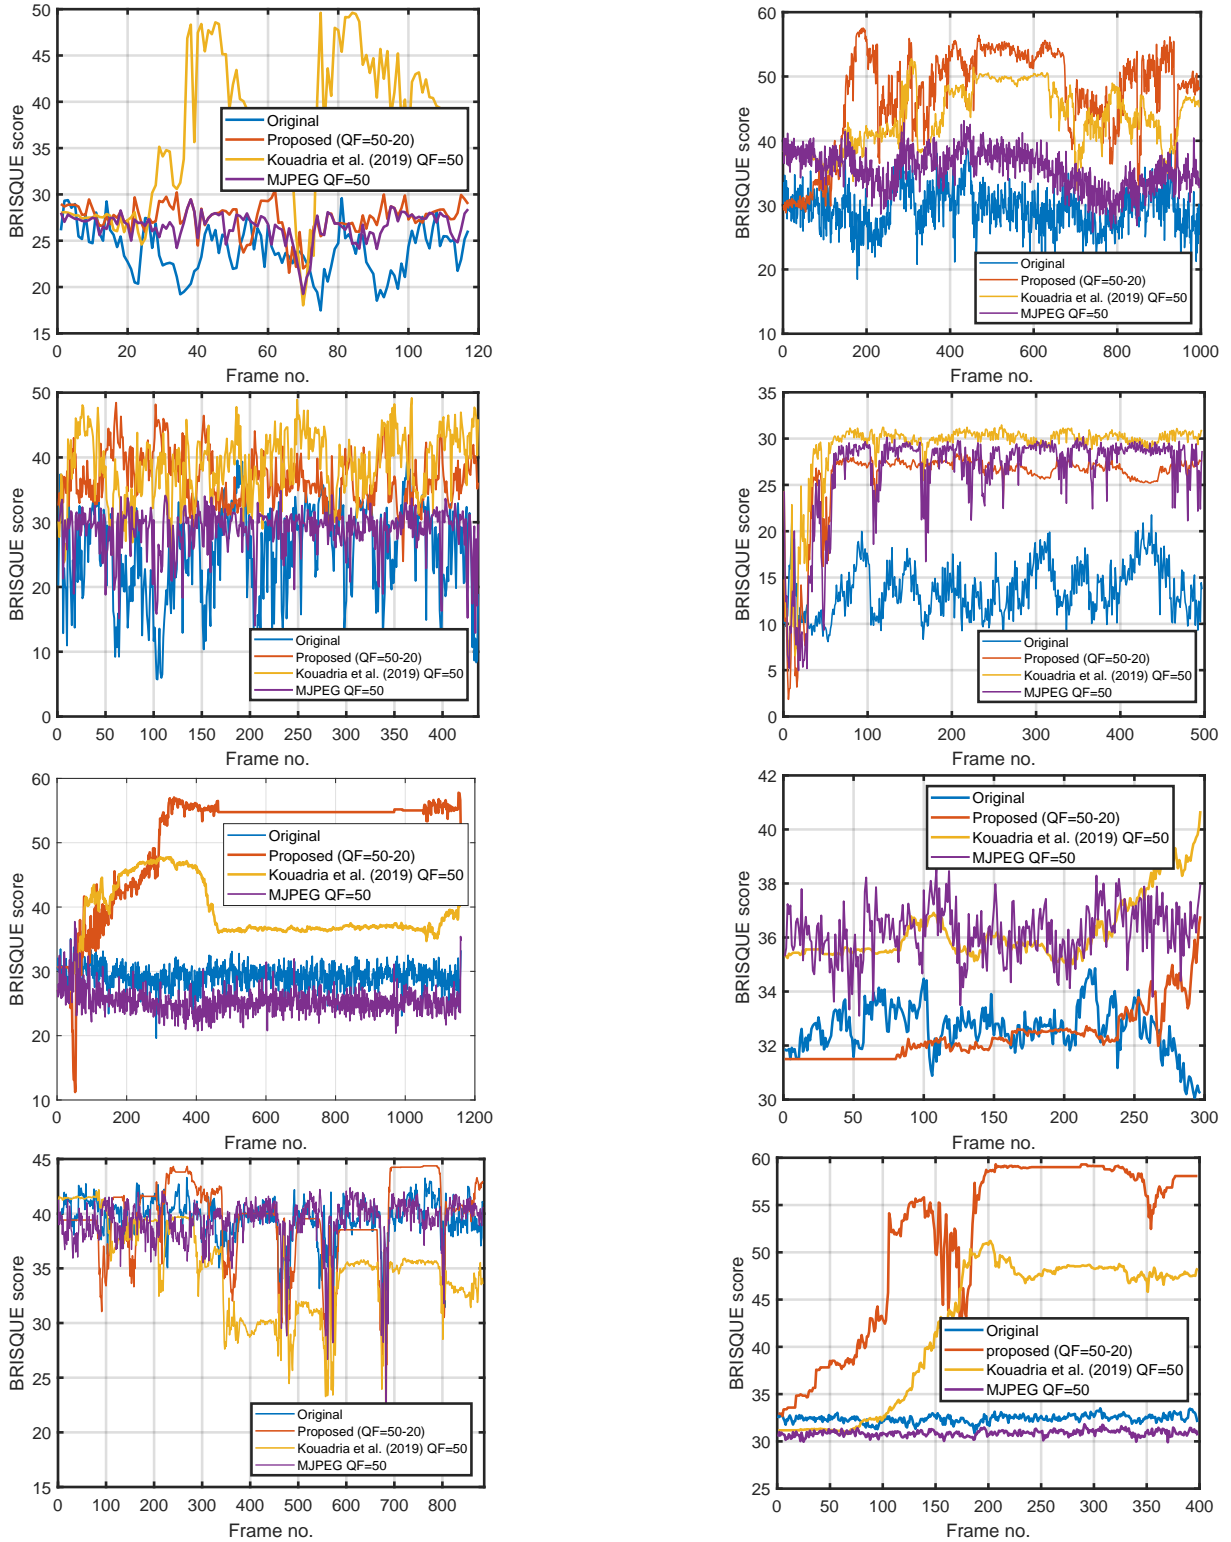 50
45
40
35
30
25
20
15
BRISQUE score
Original
Proposed (QF=50-20)
Kouadria et al. (2019) QF=50
MJPEG QF=50
0 20 40 60 80 100 120
Frame no.
60
50
40
30
20
10
BRISQUE score
Original
Proposed (QF=50-20)
Kouadria et al. (2019) QF=50
MJPEG QF=50
0 200 400 600 800 1000
Frame no.
50
40
30
20
10
0
BRISQUE score
Original
Proposed (QF=50-20)
Kouadria et al. (2019) QF=50
MJPEG QF=50
0 50 100 150 200 250 300 350 400
Frame no.
35
30
25
20
15
10
5
0
BRISQUE score
Original
Proposed (QF=50-20)
Kouadria et al. (2019) QF=50
MJPEG QF=50
0 100 200 300 400 500
Frame no.
60
50
40
30
20
10
BRISQUE score
Original
Proposed (QF=50-20)
Kouadria et al. (2019) QF=50
MJPEG QF=50
0 200 400 600 800 1000 1200
Frame no.
42
40
38
36
34
32
30
BRISQUE score
Original
Proposed (QF=50-20)
Kouadria et al. (2019) QF=50
MJPEG QF=50
0 50 100 150 200 250 300
Frame no.
45
40
35
30
25
20
15
BRISQUE score
Original
Proposed (QF=50-20)
Kouadria et al. (2019) QF=50
MJPEG QF=50
0 100 200 300 400 500 600 700 800
Frame no.
60
55
50
45
40
35
30
25
BRISQUE score
Original
proposed (QF=50-20)
Kouadria et al. (2019) QF=50
MJPEG QF=50
0 50 100 150 200 250 300 350 400
Frame no.